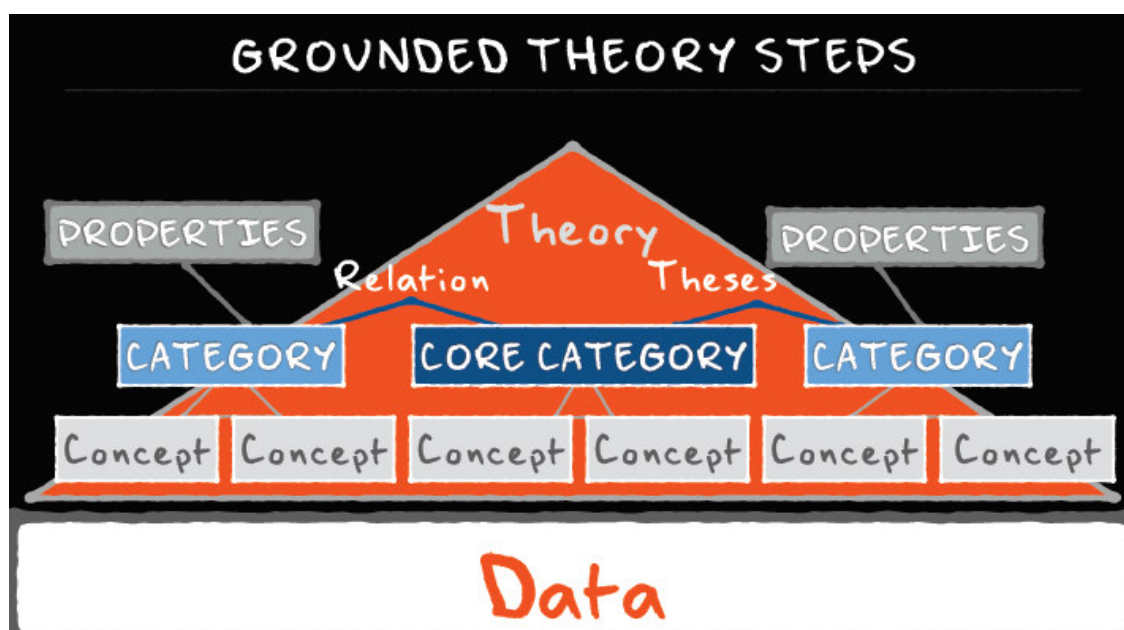 GROUNDED THEORY STEPS
Theory
PROPERTIES
PROPERTIES
Relation
Theses
CATEGORY
CORE CATEGORY
CATEGORY
Concept
Concept
Concept
Concept
Concept
Concept
Data